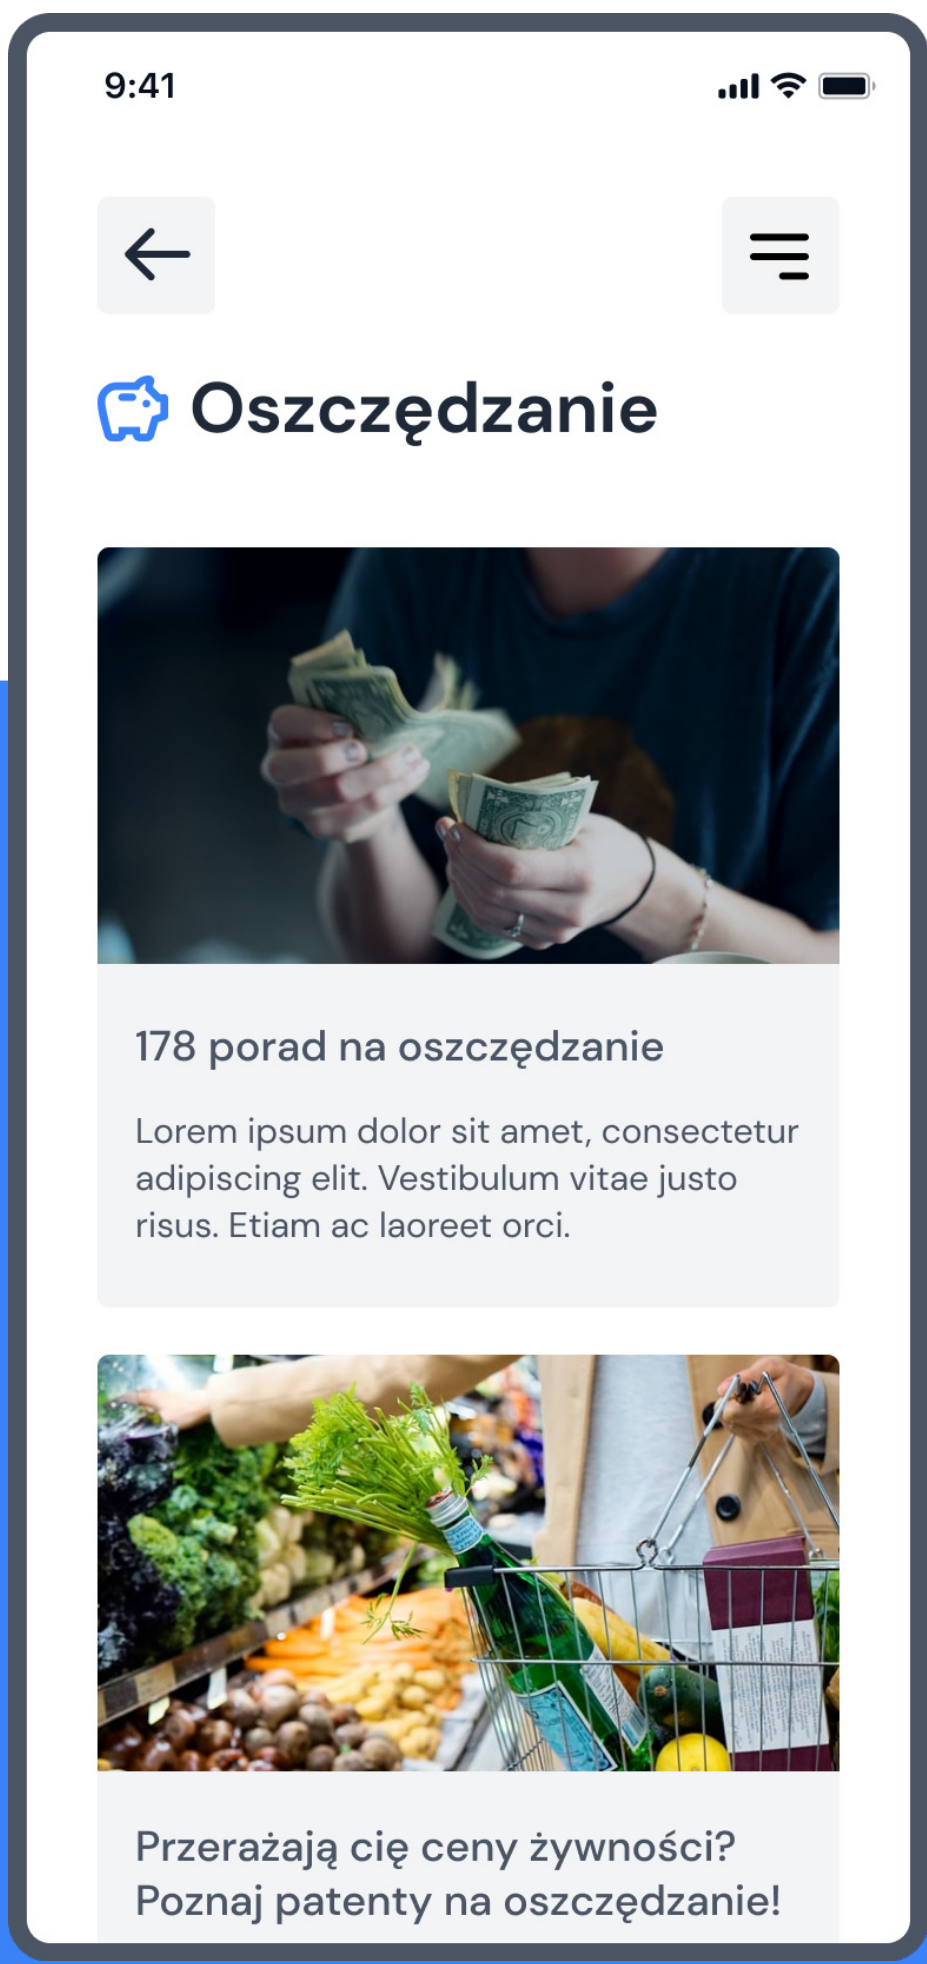 9:41
Oszczędzanie
178 porad na oszczędzanie
Lorem ipsum dolor sit amet, consectetur
adipiscing elit. Vestibulum vitae justo
risus. Etiam ac laoreet orci.
Przerażają cię ceny żywności?
Poznaj patenty na oszczędzanie!